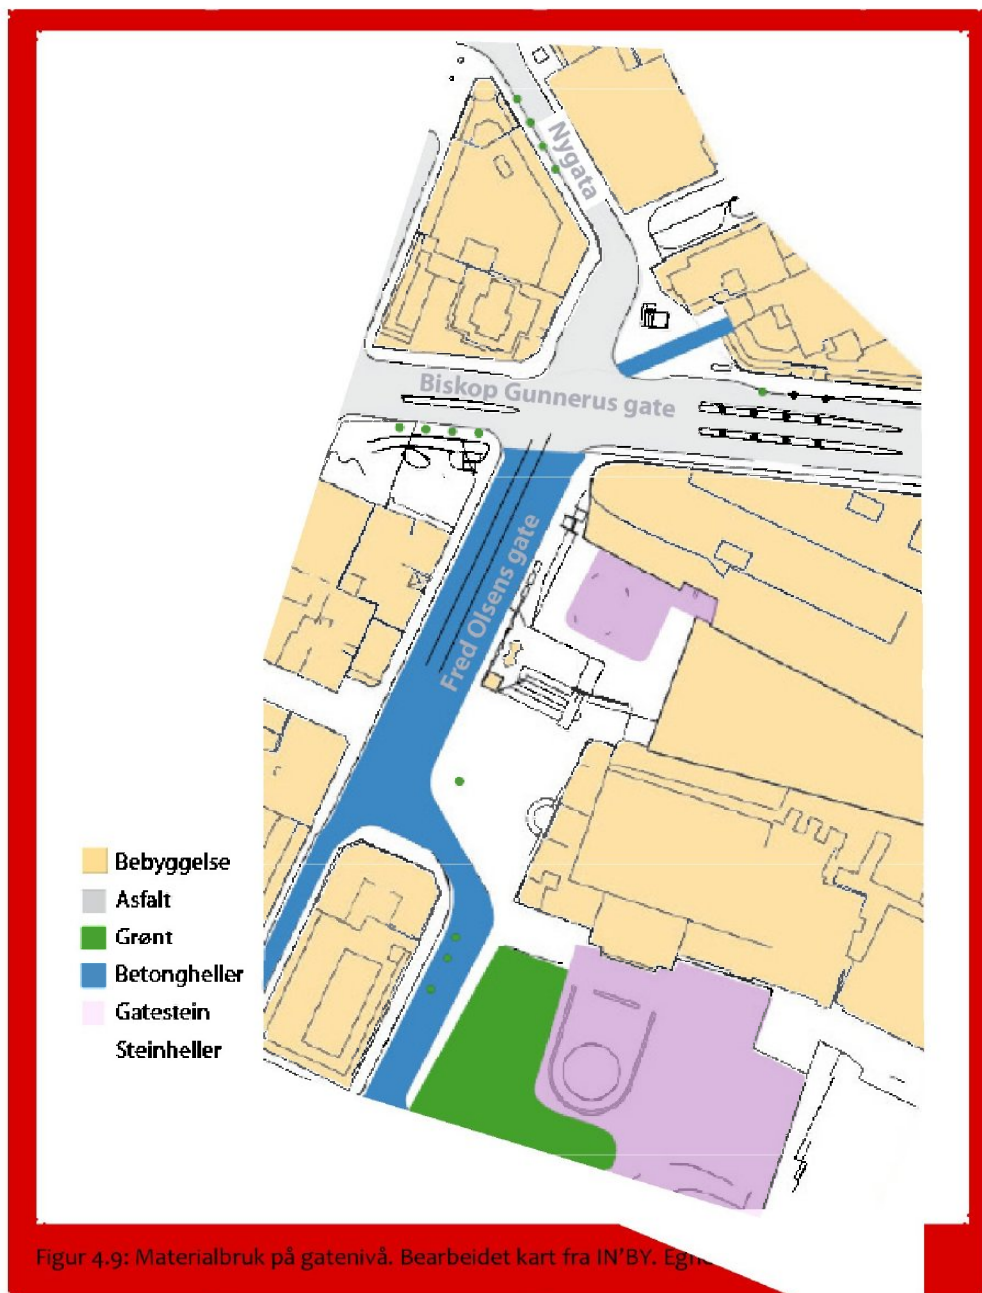 Nygata
Biskop Gunnerus gate
Fred Olsens gate
Bebyggelse
Asfalt
Grønt
Betongheller
Gatestein
Steinheller
Figur 4.9: Materialbruk på gatenivå. Bearbeidet kart fra IN'BY.